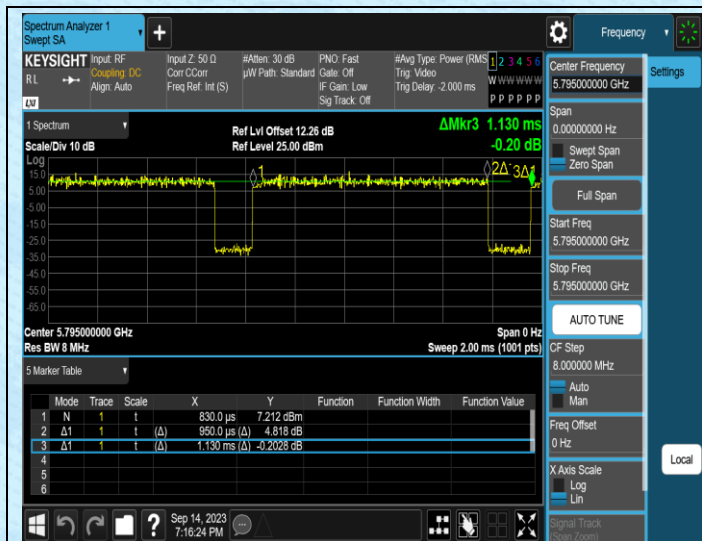 Spectrum Analyzer 1
Swept SA
+
Frequency
KEYSIGHT
RL
LXI
Input: RF
Coupling: DC
Align: Auto
Input Z: 50 Ω
Corr CCorr
Freq Ref: Int (S)
#Atten: 30 dB
µW Path: Standard
PNO: Fast
Gate: Off
IF Gain: Low
Sig Track: Off
#Avg Type: Power (RMS
Trig: Video
Trig Delay: -2.000 ms
1 2 3 4 5 6
W W W W W W
P P P P P P
1 Spectrum
Scale/Div 10 dB
Ref Lvl Offset 12.26 dB
Ref Level 25.00 dBm
ΔMkr3 1.130 ms
-0.20 dB
Log
15.0
5.00
-5.00
-15.0
-25.0
-35.0
-45.0
-55.0
-65.0
1
2Δ1
3Δ1
Center 5.795000000 GHz
Res BW 8 MHz
Span 0 Hz
Sweep 2.00 ms (1001 pts)
5 Marker Table
Mode Trace Scale X Y Function Function Width Function Value
1 N 1 t 830.0 µs 7.212 dBm
2 Δ1 1 t (Δ) 950.0 µs (Δ) 4.818 dB
3 Δ1 1 t (Δ) 1.130 ms (Δ) -0.2028 dB
4
5
6
?
Sep 14, 2023
7:16:24 PM
Center Frequency
5.795000000 GHz
Span
0.00000000 Hz
Swept Span
Zero Span
Full Span
Start Freq
5.795000000 GHz
Stop Freq
5.795000000 GHz
AUTO TUNE
CF Step
8.000000 MHz
Auto
Man
Freq Offset
0 Hz
X Axis Scale
Log
Lin
Signal Track
(Span Zoom)
Settings
Local